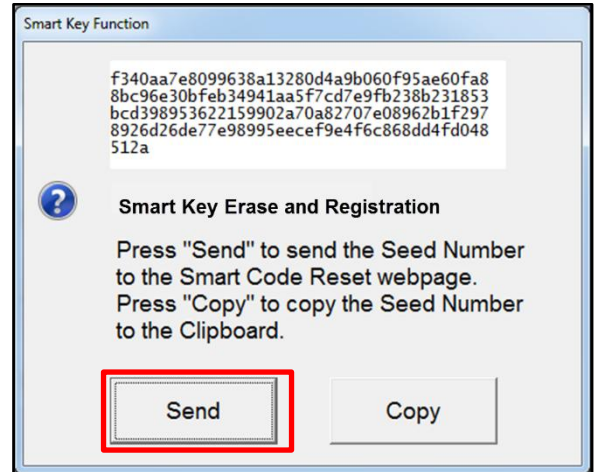 Smart Key Function
f340aa7e8099638a13280d4a9b060f95ae60fa8
8bc96e30bfeb34941aa5f7cd7e9fb238b231853
bcd398953622159902a70a82707e08962b1f297
8926d26de77e98995eecef9e4f6c868dd4fd048
512a
?
Smart Key Erase and Registration
Press "Send" to send the Seed Number
to the Smart Code Reset webpage.
Press "Copy" to copy the Seed Number
to the Clipboard.
Send
Copy